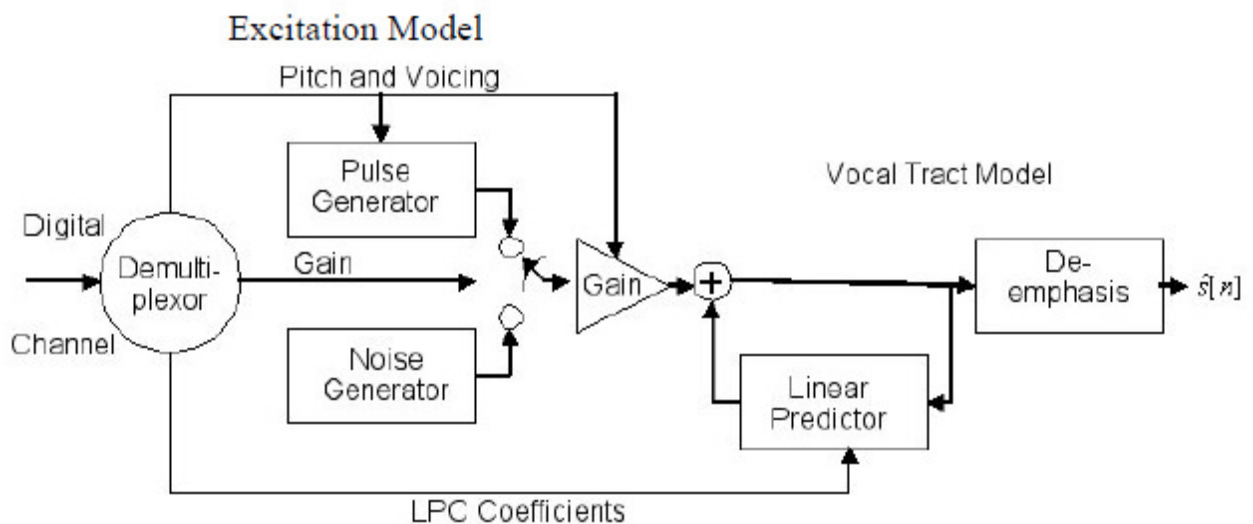 Excitation Model
Pitch and Voicing
Pulse
Generator
Vocal Tract Model
Digital
Demulti-
plexor
Channel
Gain
Noise
Generator
Gain
+
De-
emphasis
ŝ[n]
Linear
Predictor
LPC Coefficients